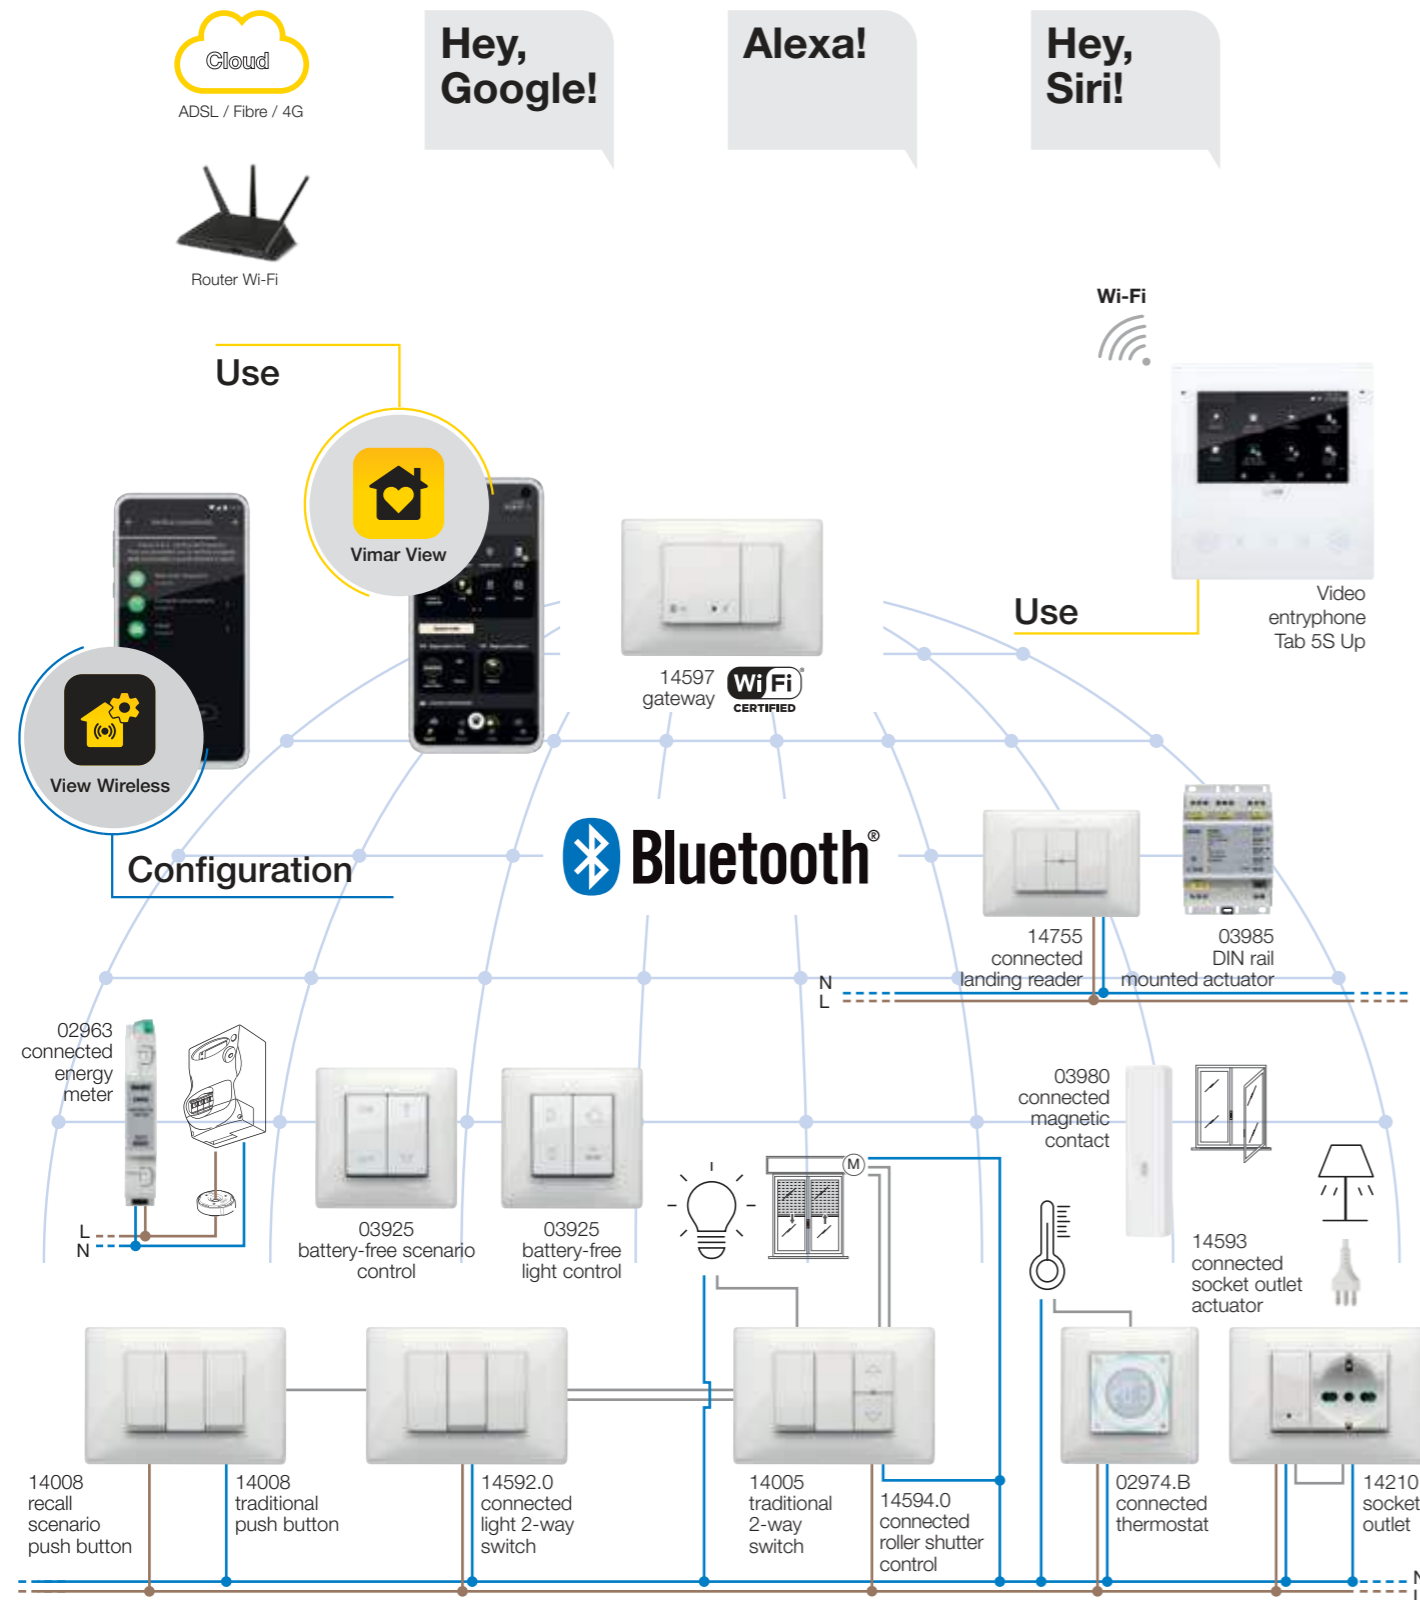 Cloud
ADSL / Fibre / 4G
Hey,
Google!
Alexa!
Hey,
Siri!
Router Wi-Fi
Wi-Fi
Use
Vimar View
View Wireless
Configuration
14597
gateway
Wi Fi
CERTIFIED
Use
Video
entryphone
Tab 5S Up
Bluetooth®
14755
connected
landing reader
03985
DIN rail
mounted actuator
N
L
02963
connected
energy
meter
L
N
03925
battery-free scenario
control
03925
battery-free
light control
M
03980
connected
magnetic
contact
14593
connected
socket outlet
actuator
14008
recall
scenario
push button
14008
traditional
push button
14592.0
connected
light 2-way
switch
14005
traditional
2-way
switch
14594.0
connected
roller shutter
control
02974.B
connected
thermostat
14210
socket
outlet
N
L